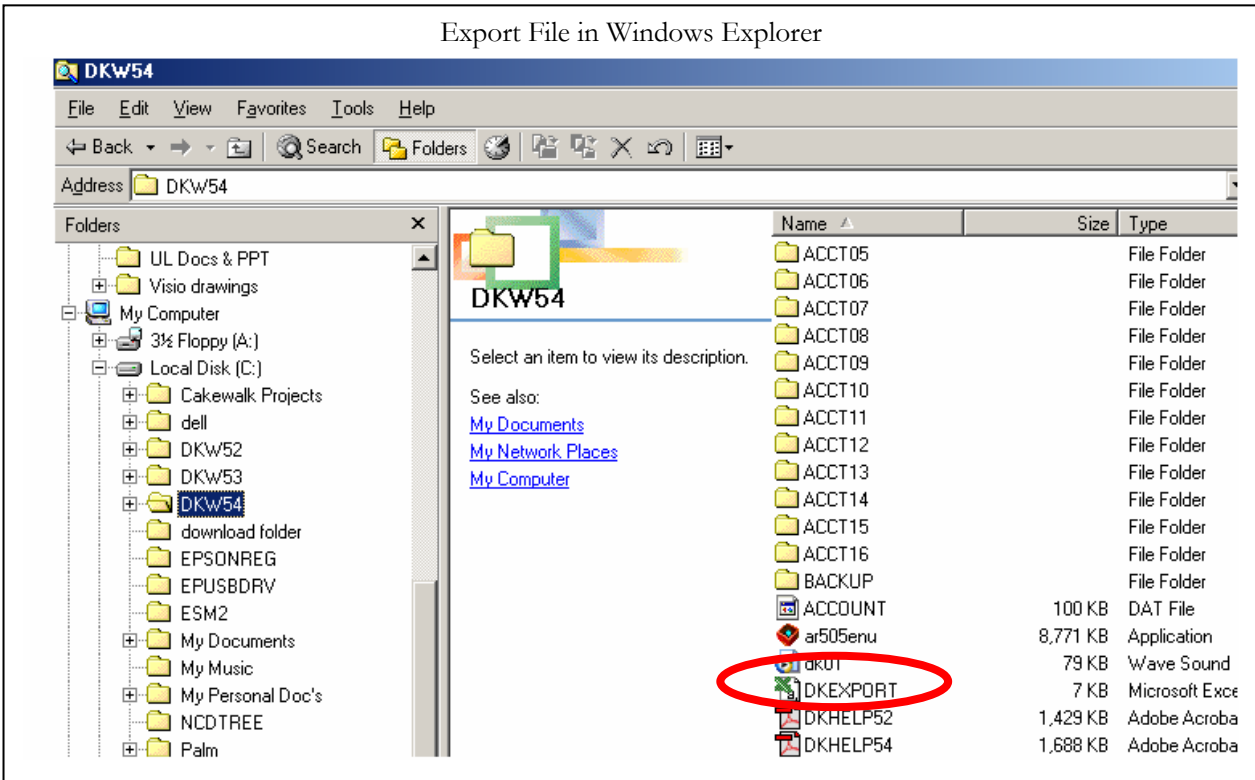 Export File in Windows Explorer
DKW54
File Edit View Favorites Tools Help
Back Search Folders
Address DKW54
Folders x
UL Docs & PPT
Visio drawings
My Computer
3½ Floppy (A:)
Local Disk (C:)
Cakewalk Projects
dell
DKW52
DKW53
DKW54
download folder
EPSONREG
EPUSBDRV
ESM2
My Documents
My Music
My Personal Doc's
NCDTREE
Palm
DKW54
Select an item to view its description.
See also:
My Documents
My Network Places
My Computer
Name Size Type
ACCT05 File Folder
ACCT06 File Folder
ACCT07 File Folder
ACCT08 File Folder
ACCT09 File Folder
ACCT10 File Folder
ACCT11 File Folder
ACCT12 File Folder
ACCT13 File Folder
ACCT14 File Folder
ACCT15 File Folder
ACCT16 File Folder
BACKUP File Folder
ACCOUNT 100 KB DAT File
ar505enu 8,771 KB Application
dk01 79 KB Wave Sound
DKEXPORT 7 KB Microsoft Exce
DKHELP52 1,429 KB Adobe Acroba
DKHELP54 1,688 KB Adobe Acroba